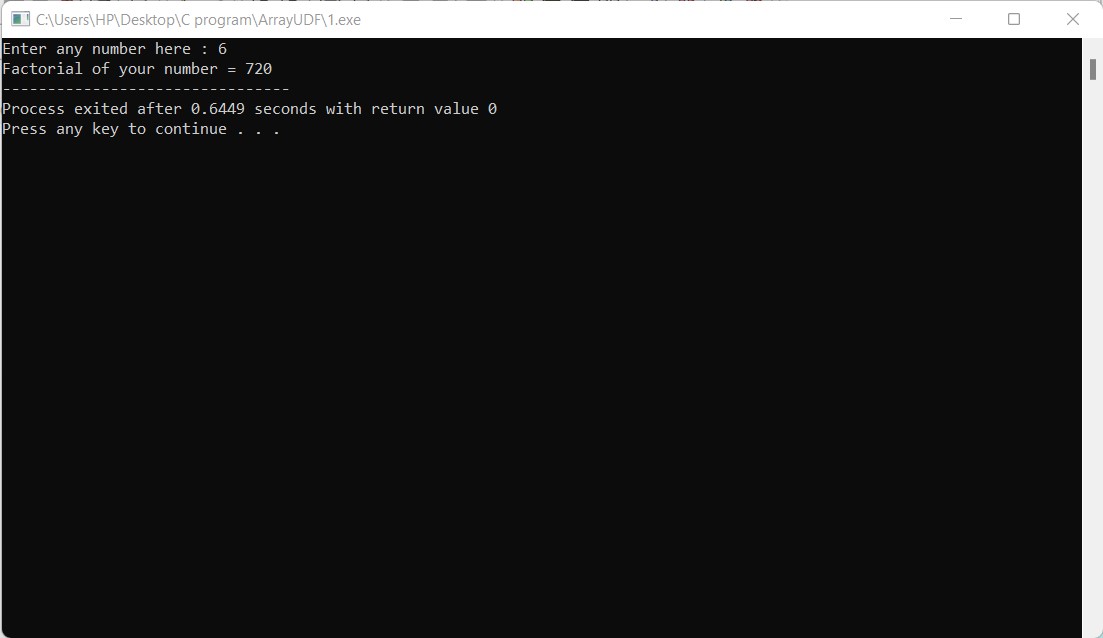 C:\Users\HP\Desktop\C program\ArrayUDF\1.exe
Enter any number here : 6
Factorial of your number = 720
--------------------------------
Process exited after 0.6449 seconds with return value 0
Press any key to continue . . .